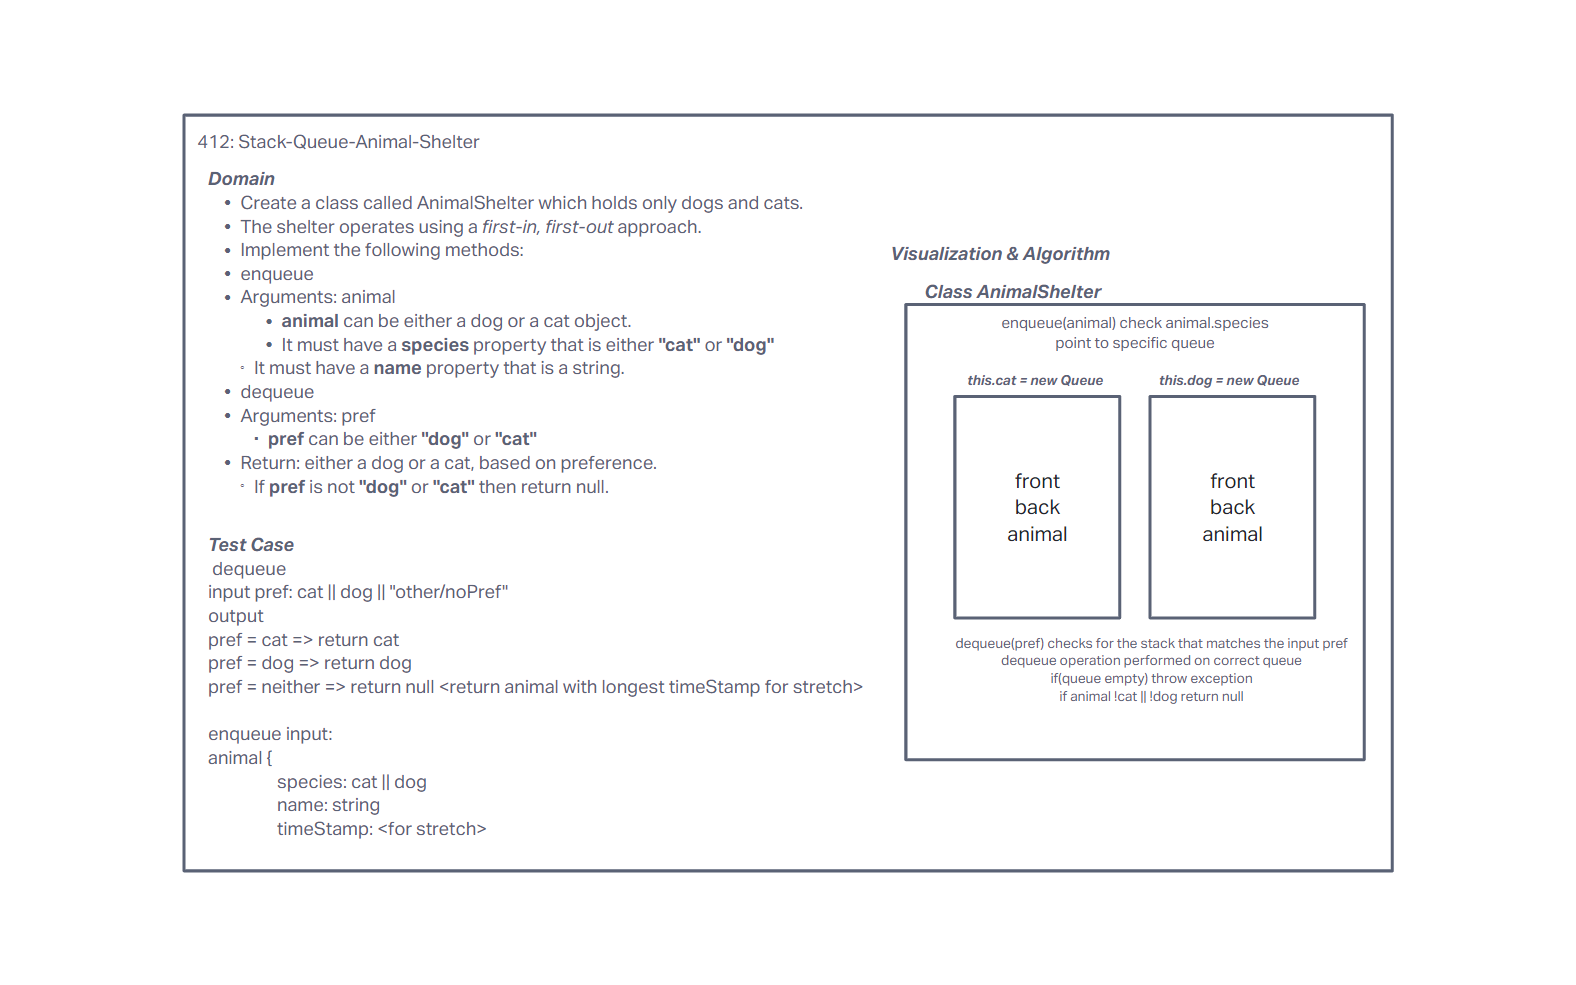 412: Stack-Queue-Animal-Shelter
Domain
• Create a class called AnimalShelter which holds only dogs and cats.
• The shelter operates using a first-in, first-out approach.
• Implement the following methods:
• enqueue
• Arguments: animal
• animal can be either a dog or a cat object.
• It must have a species property that is either "cat" or "dog"
◦ It must have a name property that is a string.
• dequeue
• Arguments: pref
▪ pref can be either "dog" or "cat"
• Return: either a dog or a cat, based on preference.
◦ If pref is not "dog" or "cat" then return null.
Test Case
dequeue
input pref: cat || dog || "other/noPref"
output
pref = cat => return cat
pref = dog => return dog
pref = neither => return null <return animal with longest timeStamp for stretch>
enqueue input:
animal {
species: cat || dog
name: string
timeStamp: <for stretch>
Visualization & Algorithm
Class AnimalShelter
enqueue(animal) check animal.species
point to specific queue
this.cat = new Queue
front
back
animal
this.dog = new Queue
front
back
animal
dequeue(pref) checks for the stack that matches the input pref
dequeue operation performed on correct queue
if(queue empty) throw exception
if animal !cat || !dog return null